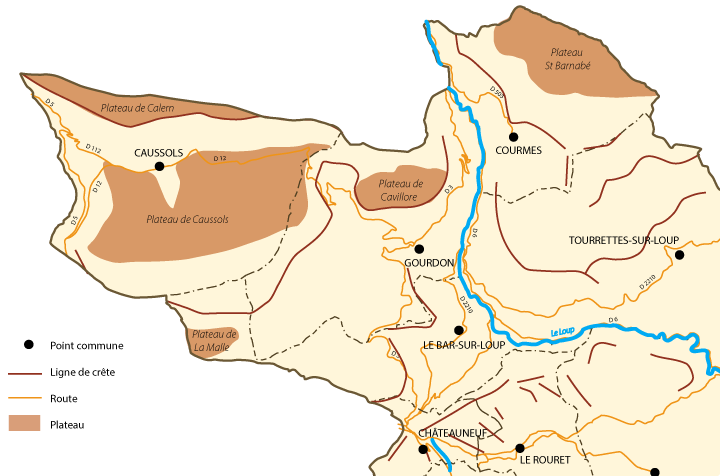 Plateau
St Barnabé
D 5
Plateau de Calern
D 503
D 112
CAUSSOLS
D 12
COURMES
D 12
Plateau de
Cavillore
D 3
D 5
Plateau de Caussols
D 6
TOURRETTES-SUR-LOUP
GOURDON
D 2210
D 2210
D 6
Le Loup
Plateau de
La Malle
LE BAR-SUR-LOUP
Point commune
Ligne de crête
Route
Plateau
CHÂTEAUNEUF
LE ROURET